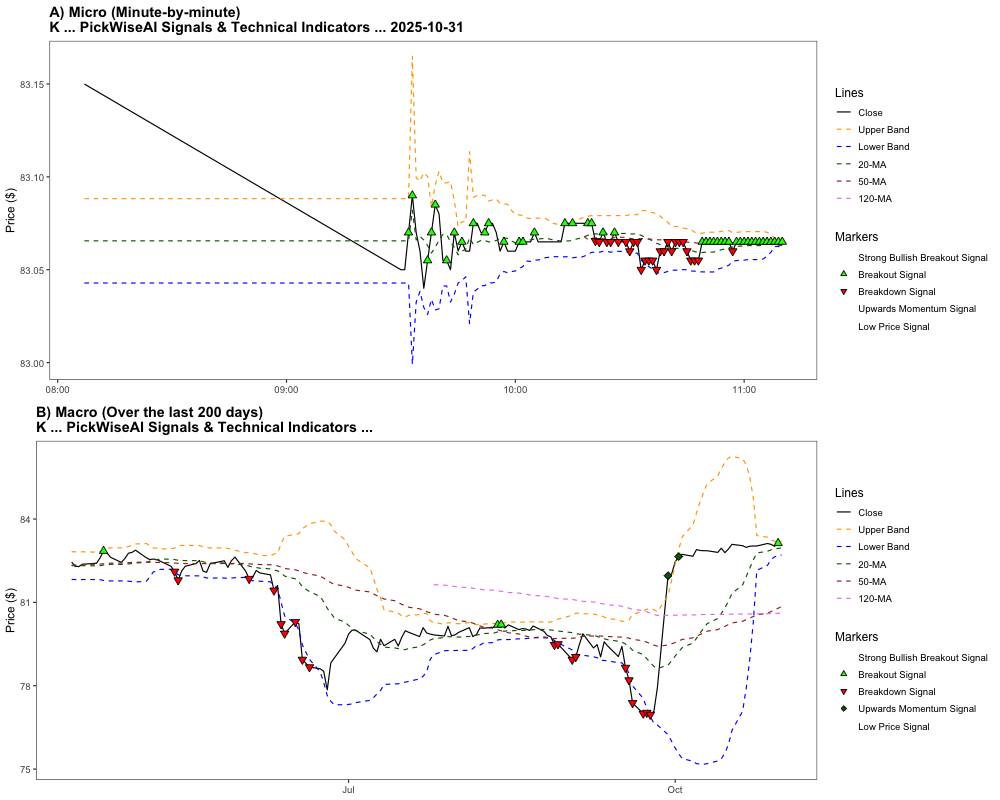 A) Micro (Minute-by-minute)
K ... PickWiseAI Signals & Technical Indicators ... 2025-10-31
Price ($)
83.15
83.10
83.05
83.00
08:00
09:00
10:00
11:00
Lines
Close
Upper Band
Lower Band
20-MA
50-MA
120-MA
Markers
Strong Bullish Breakout Signal
Breakout Signal
Breakdown Signal
Upwards Momentum Signal
Low Price Signal
B) Macro (Over the last 200 days)
K ... PickWiseAI Signals & Technical Indicators ...
Price ($)
84
81
78
75
Jul
Oct
Lines
Close
Upper Band
Lower Band
20-MA
50-MA
120-MA
Markers
Strong Bullish Breakout Signal
Breakout Signal
Breakdown Signal
Upwards Momentum Signal
Low Price Signal